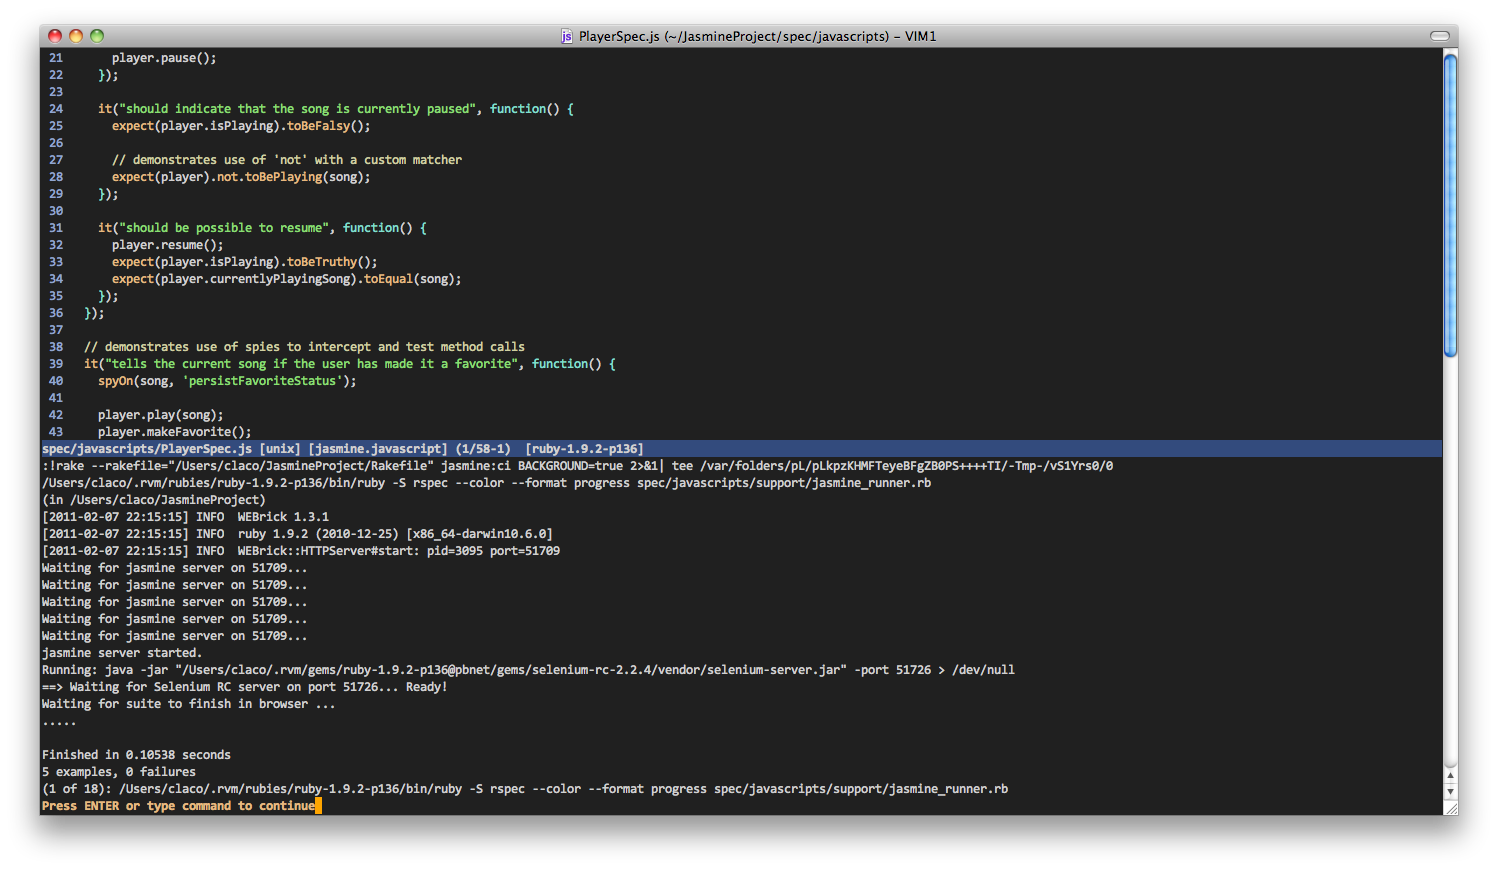 js PlayerSpec.js (~/JasmineProject/spec/javascripts) – VIM1
21       player.pause();
22     });
23
24     it("should indicate that the song is currently paused", function() {
25       expect(player.isPlaying).toBeFalsy();
26
27       // demonstrates use of 'not' with a custom matcher
28       expect(player).not.toBePlaying(song);
29     });
30
31     it("should be possible to resume", function() {
32       player.resume();
33       expect(player.isPlaying).toBeTruthy();
34       expect(player.currentlyPlayingSong).toEqual(song);
35     });
36   });
37
38   // demonstrates use of spies to intercept and test method calls
39   it("tells the current song if the user has made it a favorite", function() {
40     spyOn(song, 'persistFavoriteStatus');
41
42     player.play(song);
43     player.makeFavorite();
spec/javascripts/PlayerSpec.js [unix] [jasmine.javascript] (1/58-1)  [ruby-1.9.2-p136]
:!rake --rakefile="/Users/claco/JasmineProject/Rakefile" jasmine:ci BACKGROUND=true 2>&1| tee /var/folders/pL/pLkpzKHMFTeyeBFgZB0PS++++TI/-Tmp-/vS1Yrs0/0
/Users/claco/.rvm/rubies/ruby-1.9.2-p136/bin/ruby -S rspec --color --format progress spec/javascripts/support/jasmine_runner.rb
(in /Users/claco/JasmineProject)
[2011-02-07 22:15:15] INFO  WEBrick 1.3.1
[2011-02-07 22:15:15] INFO  ruby 1.9.2 (2010-12-25) [x86_64-darwin10.6.0]
[2011-02-07 22:15:15] INFO  WEBrick::HTTPServer#start: pid=3095 port=51709
Waiting for jasmine server on 51709...
Waiting for jasmine server on 51709...
Waiting for jasmine server on 51709...
Waiting for jasmine server on 51709...
Waiting for jasmine server on 51709...
jasmine server started.
Running: java -jar "/Users/claco/.rvm/gems/ruby-1.9.2-p136@pbnet/gems/selenium-rc-2.2.4/vendor/selenium-server.jar" -port 51726 > /dev/null
==> Waiting for Selenium RC server on port 51726... Ready!
Waiting for suite to finish in browser ...
.....
Finished in 0.10538 seconds
5 examples, 0 failures
(1 of 18): /Users/claco/.rvm/rubies/ruby-1.9.2-p136/bin/ruby -S rspec --color --format progress spec/javascripts/support/jasmine_runner.rb
Press ENTER or type command to continue